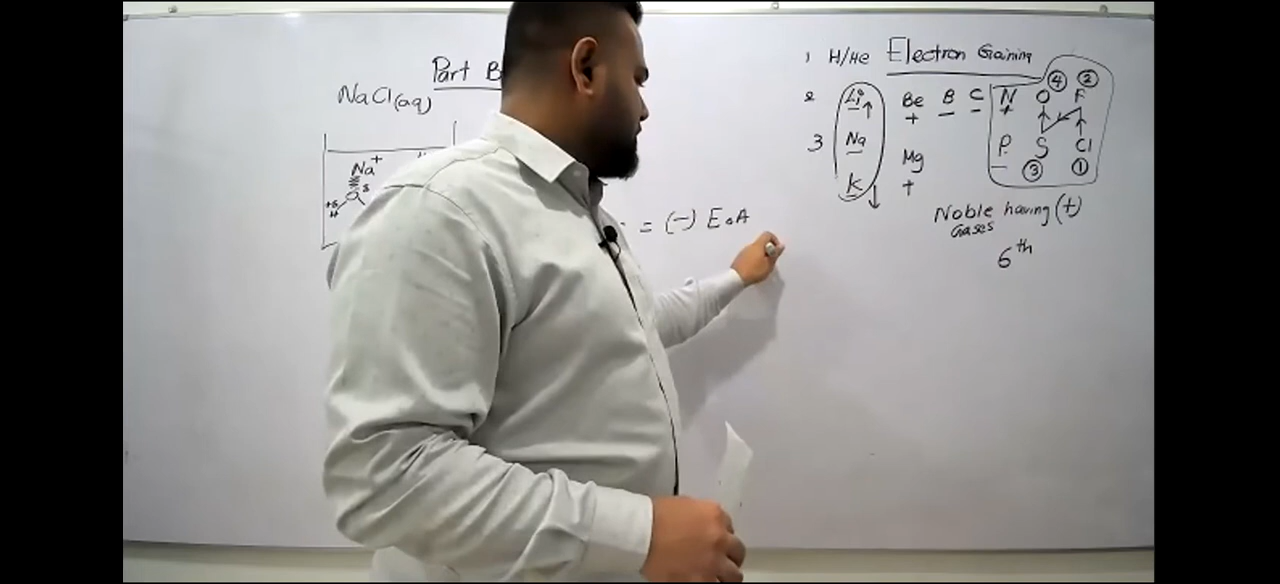 Part B
NaCl(aq)
Na+
+δ
δ
H
= (-) E.A
1 H/He Electron Gaining
2 Li Be B C N O F
+ - - + ④ ②
3 Na Mg P S Cl
- + - ③ ①
K
-
Noble having (+)
Gases
6th